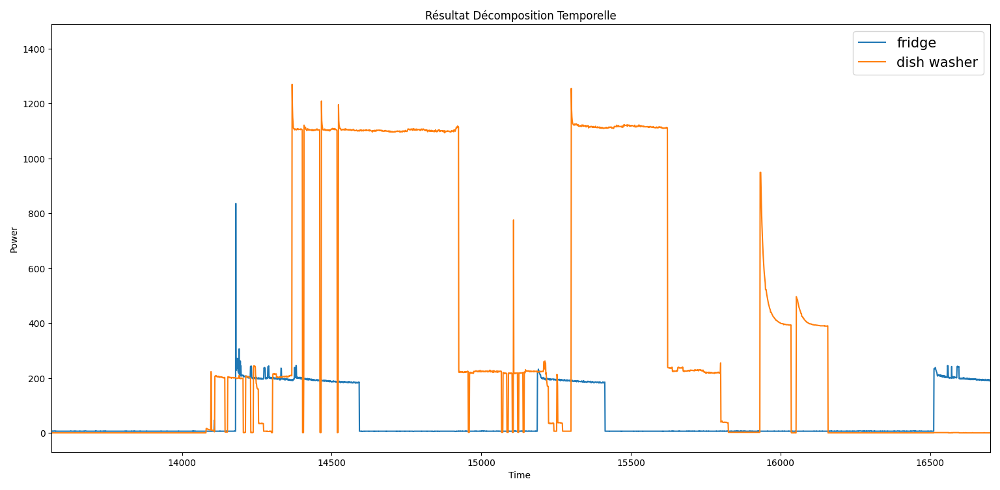 Résultat Décomposition Temporelle
fridge
dish washer
1400
1200
1000
800
600
400
200
0
Power
14000 14500 15000 15500 16000 16500
Time